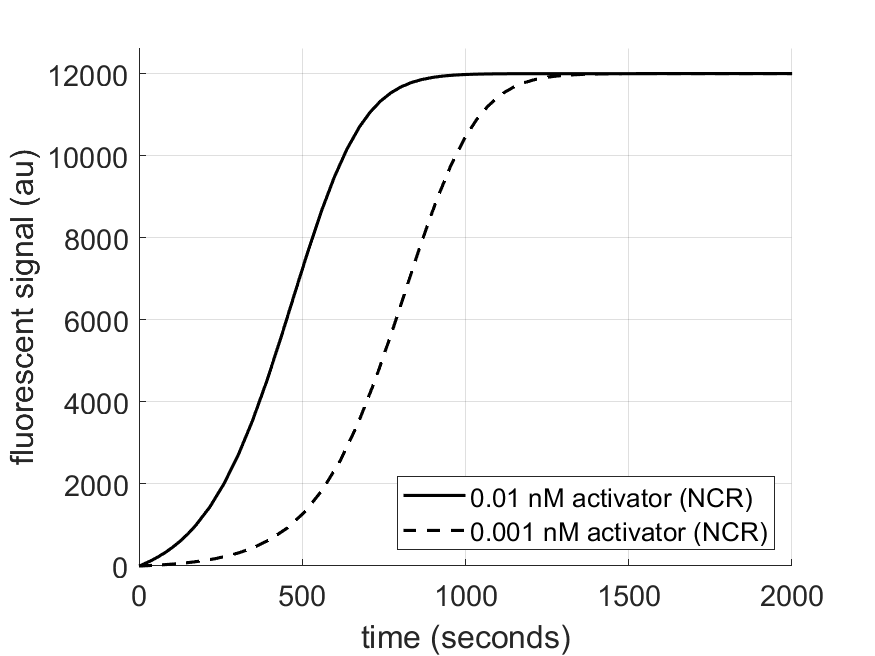 fluorescent signal (au)
12000
10000
8000
6000
4000
2000
0
0.01 nM activator (NCR)
0.001 nM activator (NCR)
0 500 1000 1500 2000
time (seconds)